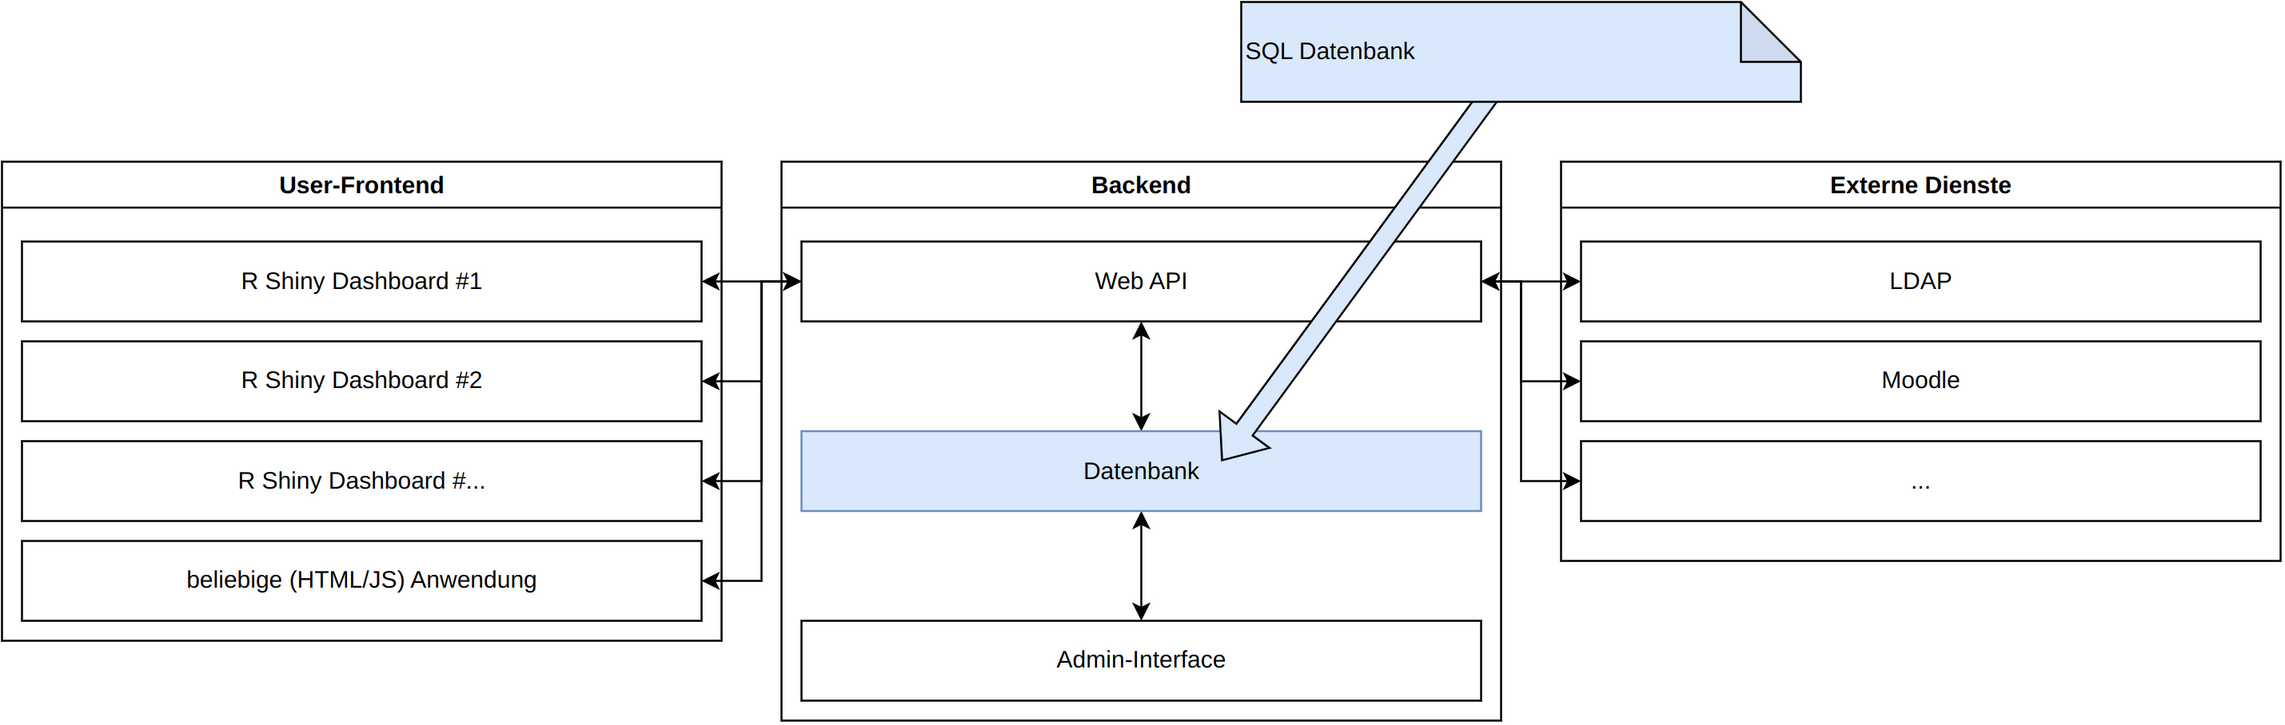 SQL Datenbank
User-Frontend
R Shiny Dashboard #1
R Shiny Dashboard #2
R Shiny Dashboard #...
beliebige (HTML/JS) Anwendung
Backend
Web API
Datenbank
Admin-Interface
Externe Dienste
LDAP
Moodle
...